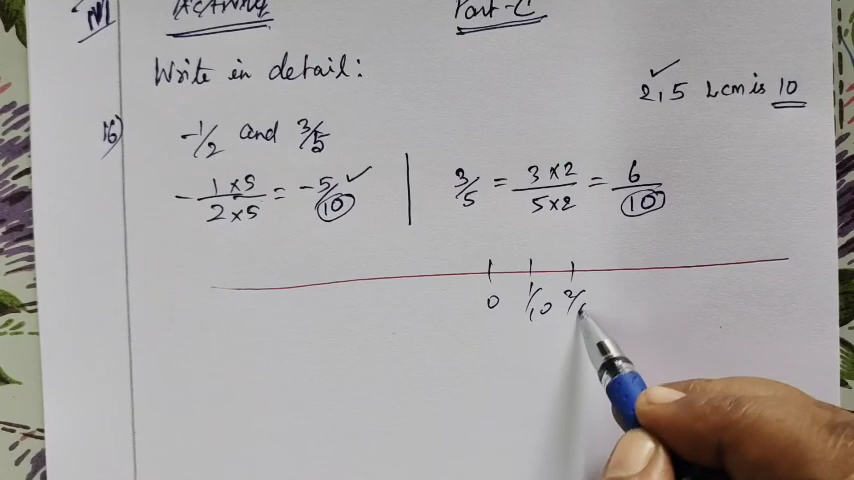 Part-C
Write in detail:
2,5 Lcm is 10
16) -1/2 and 3/5
- 1×5/2×5 = -5/10 | 3/5 = 3×2/5×2 = 6/10
0 1/10 2/